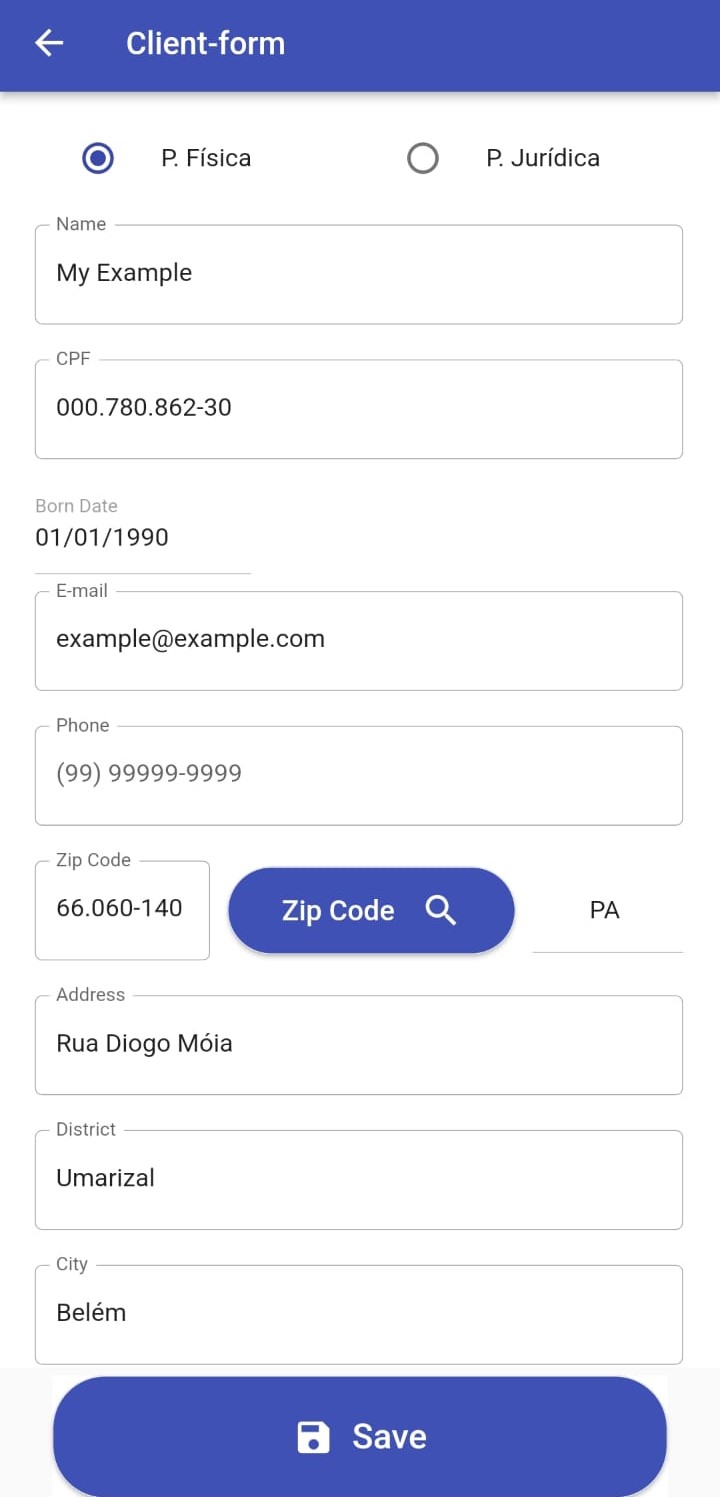 Client-form
P. Física P. Jurídica
Name
My Example
CPF
000.780.862-30
Born Date
01/01/1990
E-mail
example@example.com
Phone
(99) 99999-9999
Zip Code
66.060-140 Zip Code PA
Address
Rua Diogo Móia
District
Umarizal
City
Belém
Save